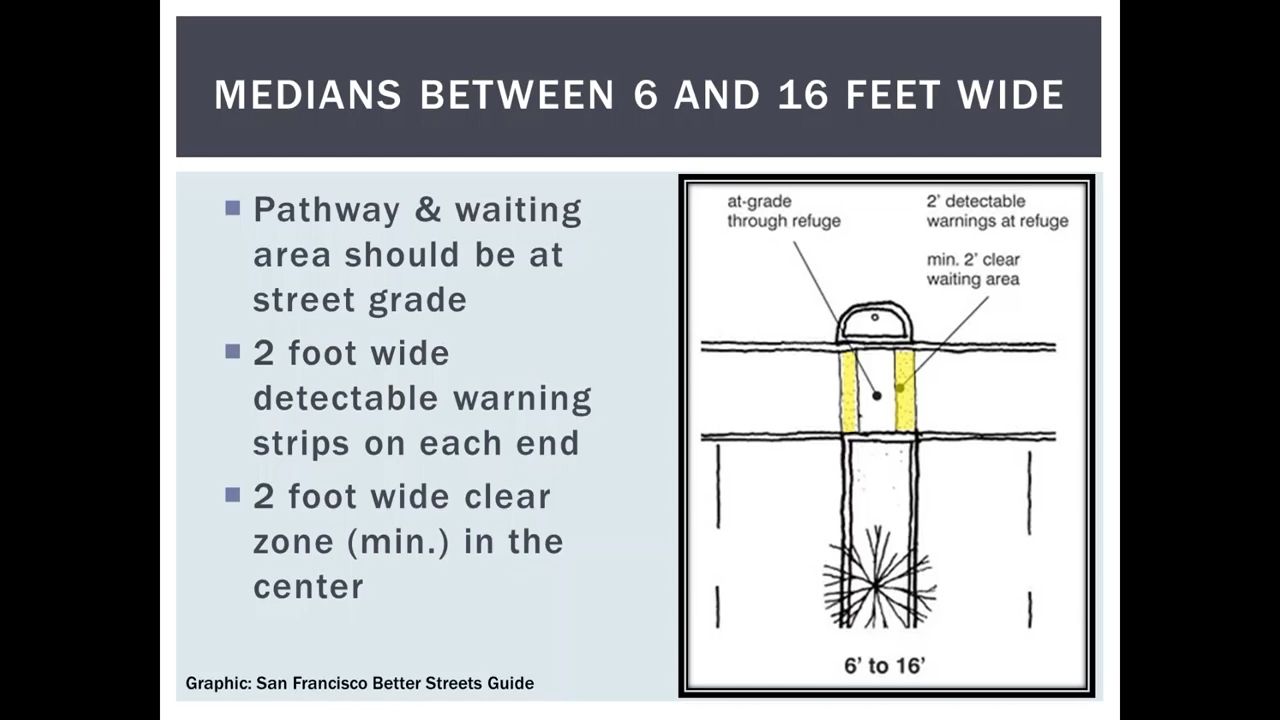 MEDIANS BETWEEN 6 AND 16 FEET WIDE
■ Pathway & waiting
area should be at
street grade
■ 2 foot wide
detectable warning
strips on each end
■ 2 foot wide clear
zone (min.) in the
center
Graphic: San Francisco Better Streets Guide
at-grade
through refuge
2' detectable
warnings at refuge
min. 2' clear
waiting area
6' to 16'